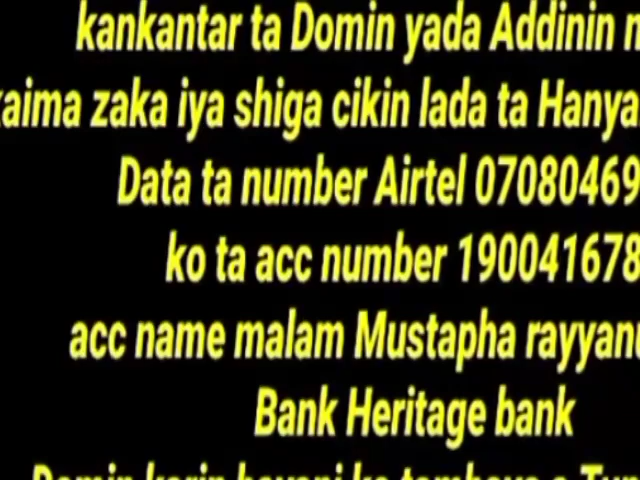 kankantar ta Domin yada Addinin
kaima zaka iya shiga cikin lada ta Hanya
Data ta number Airtel 07080469
ko ta acc number 190041678
acc name malam Mustapha rayyan
Bank Heritage bank